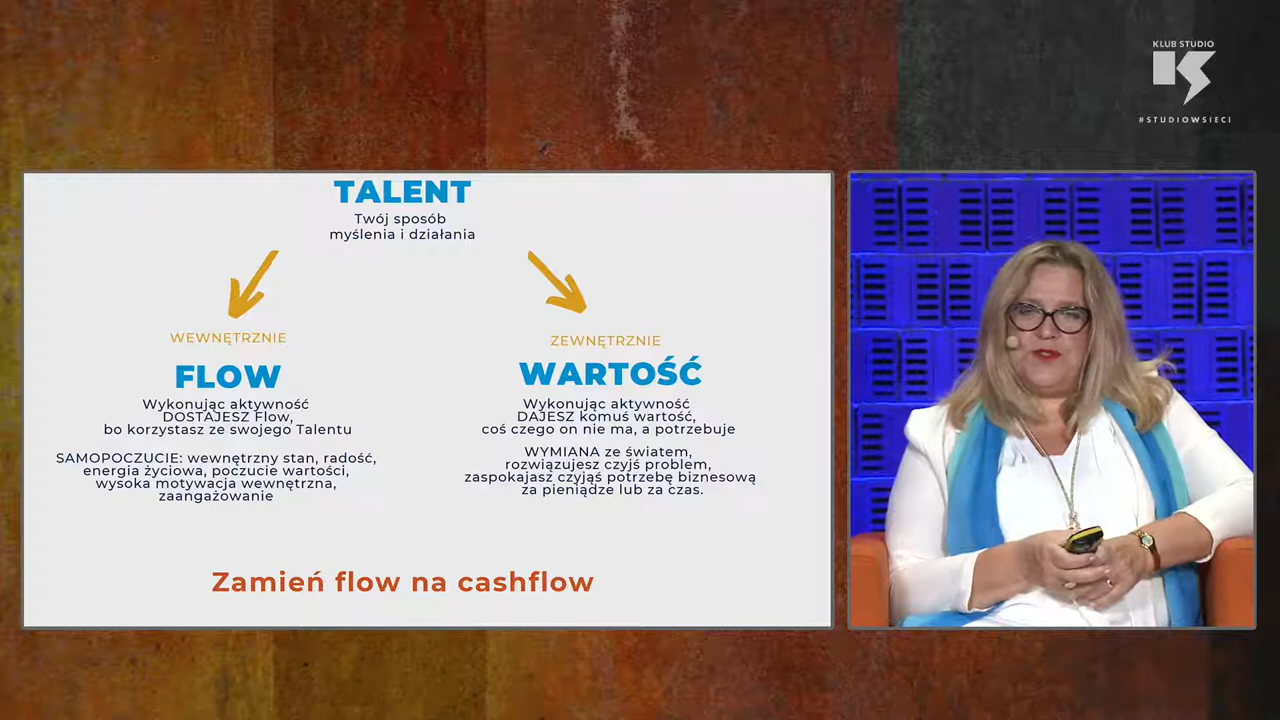 KLUB STUDIO
KS
#STUDIOWSIECI
TALENT
Twój sposób
myślenia i działania
WEWNĘTRZNIE
FLOW
Wykonując aktywność
DOSTAJESZ Flow,
bo korzystasz ze swojego Talentu
SAMOPOCZUCIE: wewnętrzny stan, radość,
energia życiowa, poczucie wartości,
wysoka motywacja wewnętrzna,
zaangażowanie
ZEWNĘTRZNIE
WARTOŚĆ
Wykonując aktywność
DAJESZ komuś wartość,
coś czego on nie ma, a potrzebuje
WYMIANA ze światem,
rozwiązujesz czyjś problem,
zaspokajasz czyjąś potrzebę biznesową
za pieniądze lub za czas.
Zamień flow na cashflow